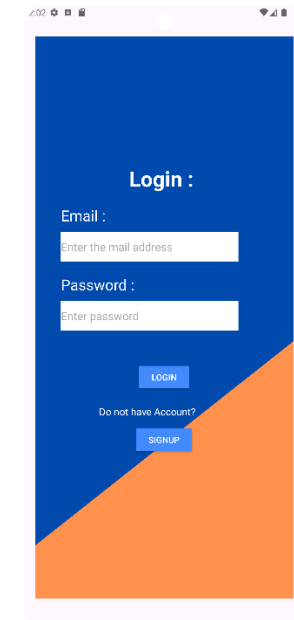 Login :
Email :
Enter the mail address
Password :
Enter password
LOGIN
Do not have Account?
SIGNUP